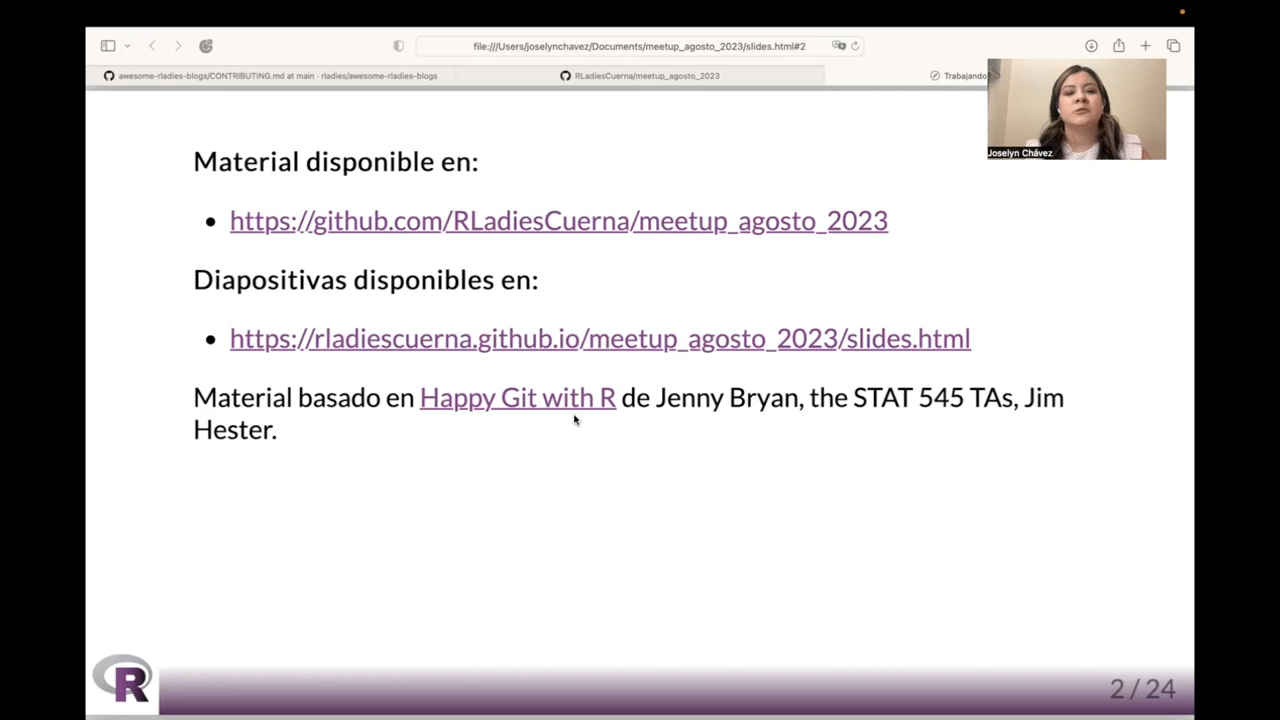 file:///Users/joselynchavez/Documents/meetup_agosto_2023/slides.html#2
awesome-rladies-blogs/CONTRIBUTING.md at main · rladies/awesome-rladies-blogs
RLadiesCuerna/meetup_agosto_2023
Trabajando
Joselyn Chávez
Material disponible en:
• https://github.com/RLadiesCuerna/meetup_agosto_2023
Diapositivas disponibles en:
• https://rladiescuerna.github.io/meetup_agosto_2023/slides.html
Material basado en Happy Git with R de Jenny Bryan, the STAT 545 TAs, Jim
Hester.
R
2 / 24